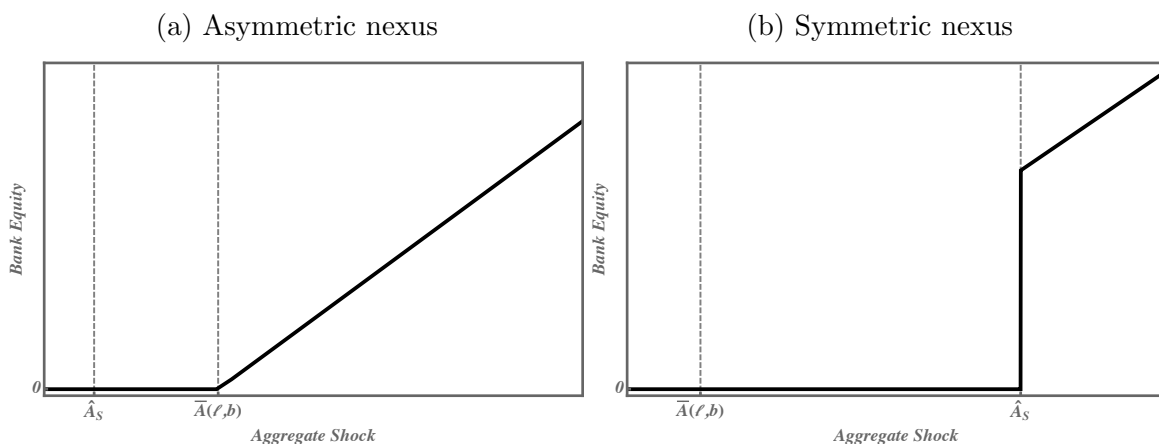 (a) Asymmetric nexus
Bank Equity
0
Â_S
A̅(ℓ,b)
Aggregate Shock
(b) Symmetric nexus
Bank Equity
0
A̅(ℓ,b)
Â_S
Aggregate Shock